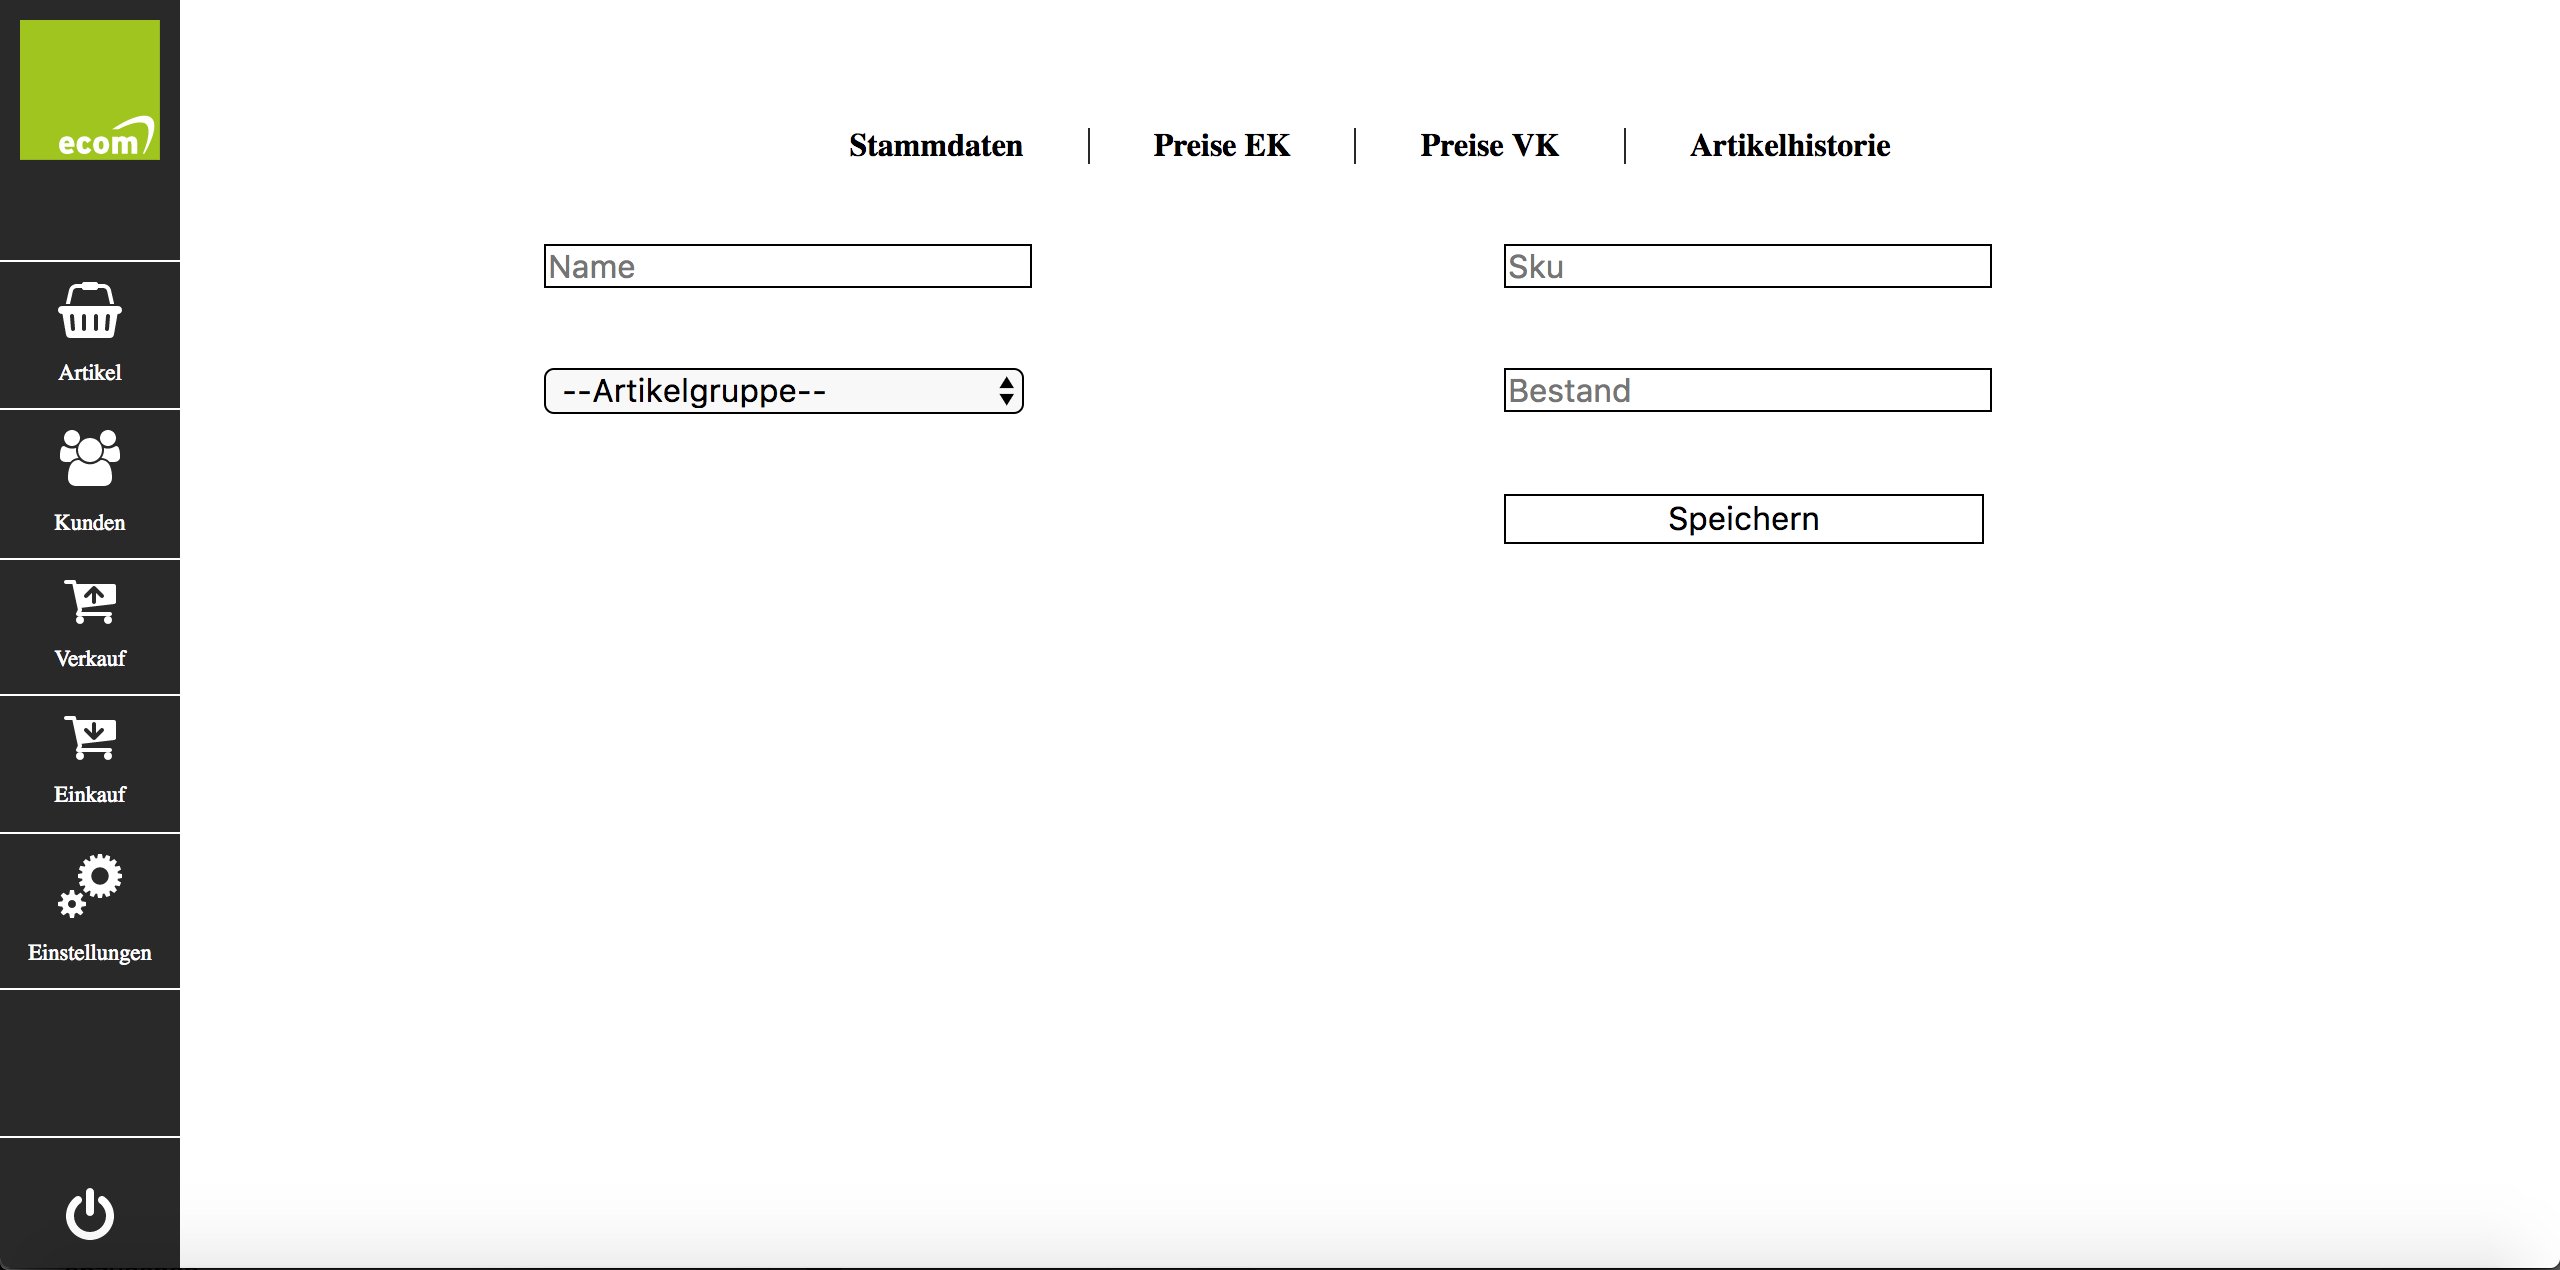 ecom
Artikel
Kunden
Verkauf
Einkauf
Einstellungen
Stammdaten
Preise EK
Preise VK
Artikelhistorie
Name
Sku
--Artikelgruppe--
Bestand
Speichern